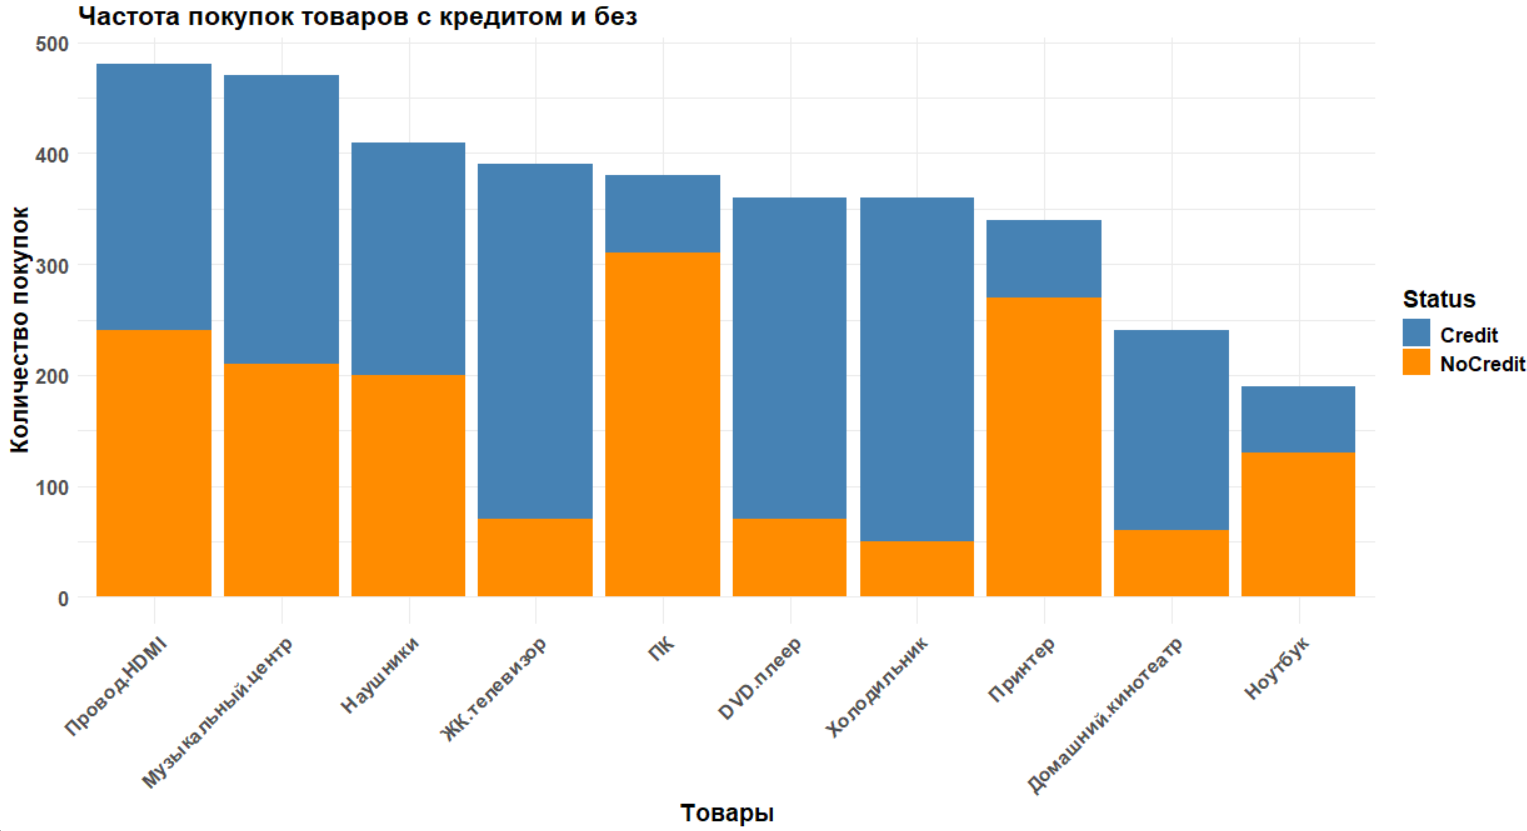 Частота покупок товаров с кредитом и без
Количество покупок
500
400
300
200
100
0
Провод.HDMI
Музыкальный.центр
Наушники
ЖК.телевизор
ПК
DVD.плеер
Холодильник
Принтер
Домашний.кинотеатр
Ноутбук
Товары
Status
Credit
NoCredit